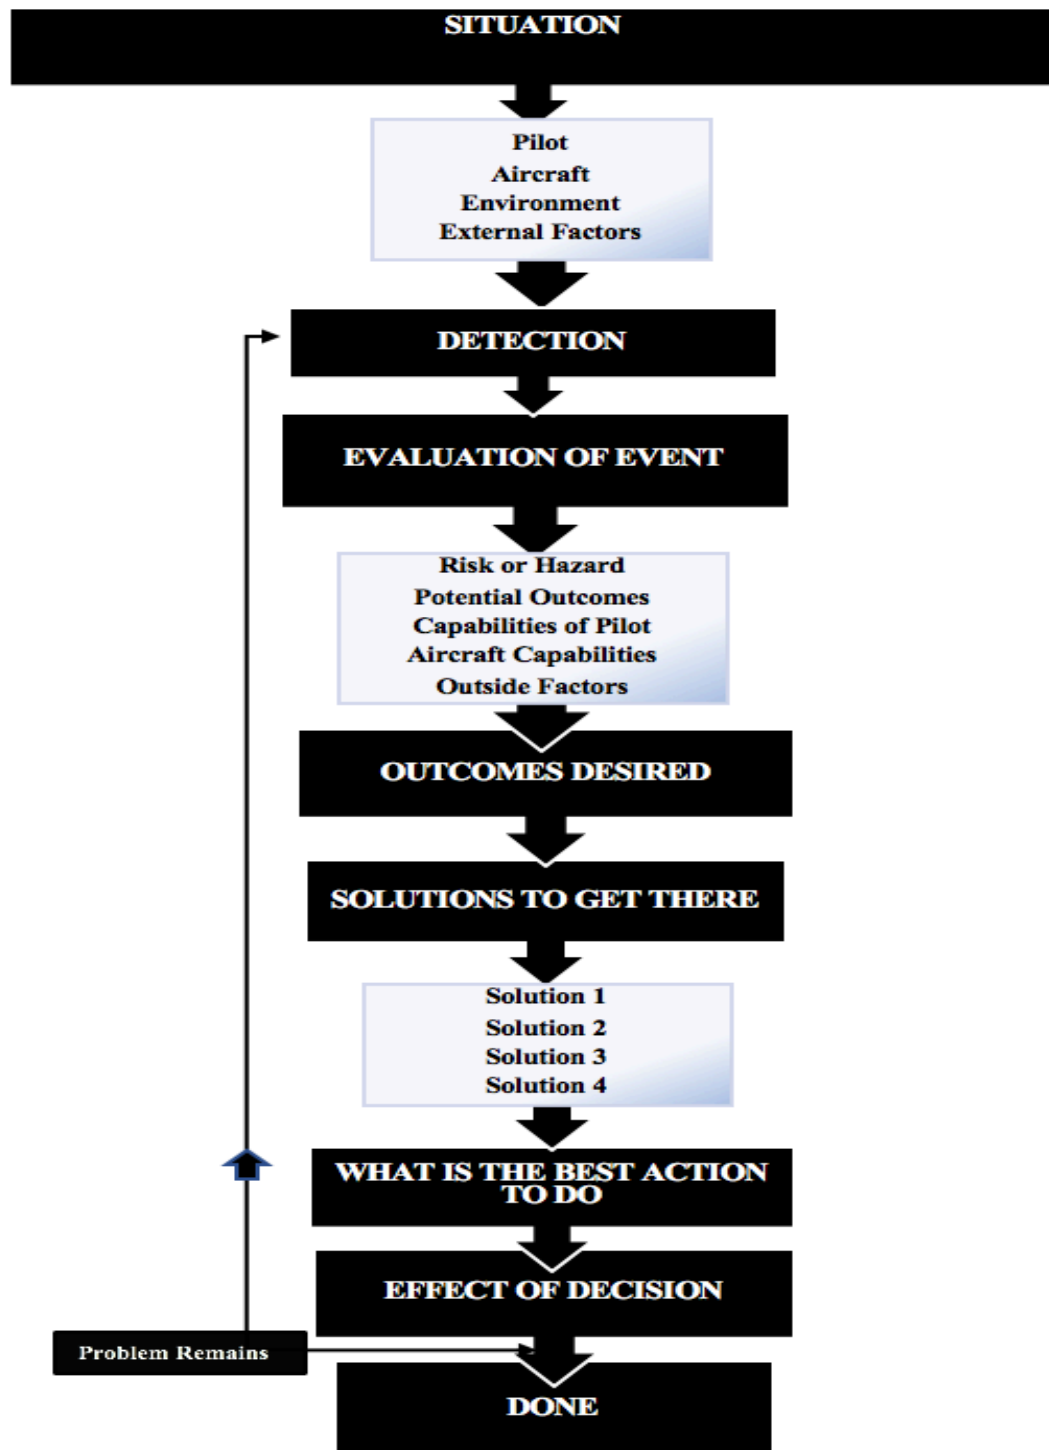 SITUATION
Pilot
Aircraft
Environment
External Factors
DETECTION
EVALUATION OF EVENT
Risk or Hazard
Potential Outcomes
Capabilities of Pilot
Aircraft Capabilities
Outside Factors
OUTCOMES DESIRED
SOLUTIONS TO GET THERE
Solution 1
Solution 2
Solution 3
Solution 4
WHAT IS THE BEST ACTION
TO DO
EFFECT OF DECISION
Problem Remains
DONE